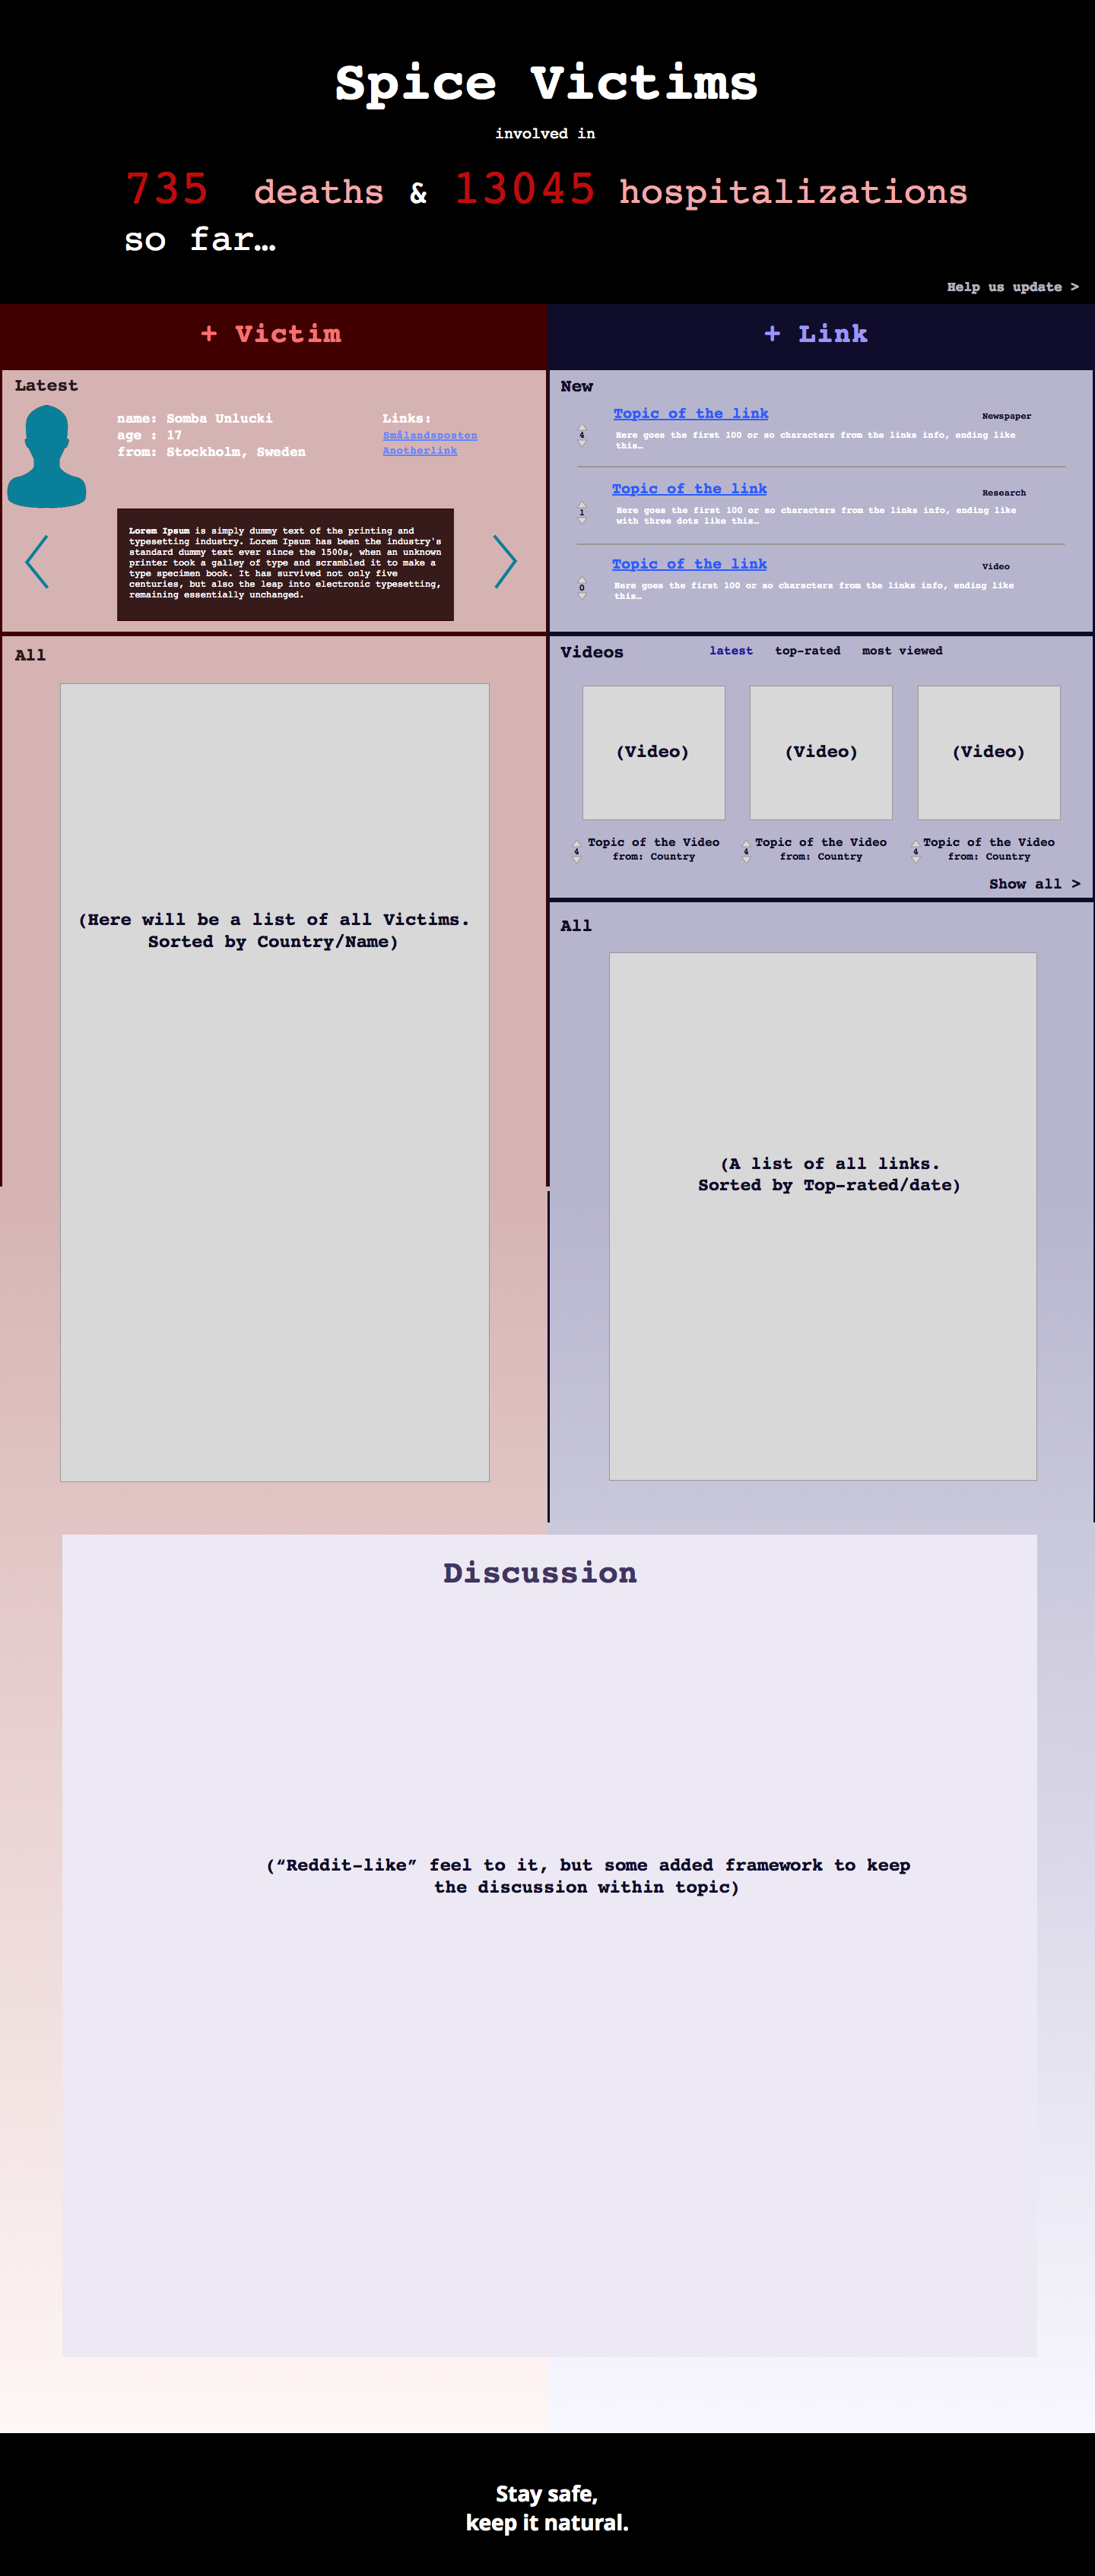 Spice Victims
involved in
735 deaths & 13045 hospitalizations
so far…
Help us update >
+ Victim
Latest
name: Somba Unlucki
age : 17
from: Stockholm, Sweden
Links:
Smålandsposten
Anotherlink
Lorem Ipsum is simply dummy text of the printing and
typesetting industry. Lorem Ipsum has been the industry's
standard dummy text ever since the 1500s, when an unknown
printer took a galley of type and scrambled it to make a
type specimen book. It has survived not only five
centuries, but also the leap into electronic typesetting,
remaining essentially unchanged.
All
(Here will be a list of all Victims.
Sorted by Country/Name)
+ Link
New
4
Topic of the link
Newspaper
Here goes the first 100 or so characters from the links info, ending like
this…
1
Topic of the link
Research
Here goes the first 100 or so characters from the links info, ending like
with three dots like this…
0
Topic of the link
Video
Here goes the first 100 or so characters from the links info, ending like
this…
Videos
latest top-rated most viewed
(Video) (Video) (Video)
4 Topic of the Video 4 Topic of the Video 4 Topic of the Video
from: Country from: Country from: Country
Show all >
All
(A list of all links.
Sorted by Top-rated/date)
Discussion
(“Reddit-like” feel to it, but some added framework to keep
the discussion within topic)
Stay safe,
keep it natural.